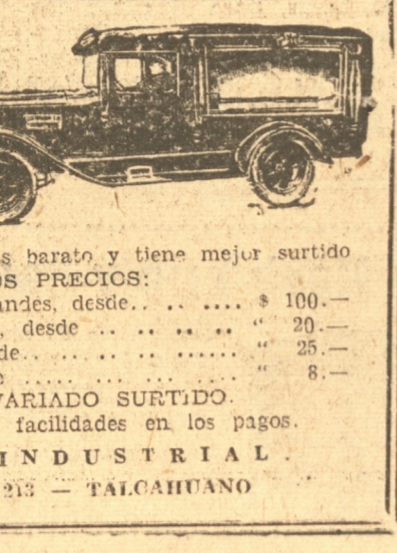 s barato y tiene mejor surtido
OS PRECIOS:
andes, desde.. .. .... $ 100.—
, desde .. .. .. .. “ 20.—
de.. .. .. ...... “ 25.—
..... ... ... .... “ 8.—
VARIADO SURTIDO.
facilidades en los pagos.
INDUSTRIAL.
213 — TALCAHUANO